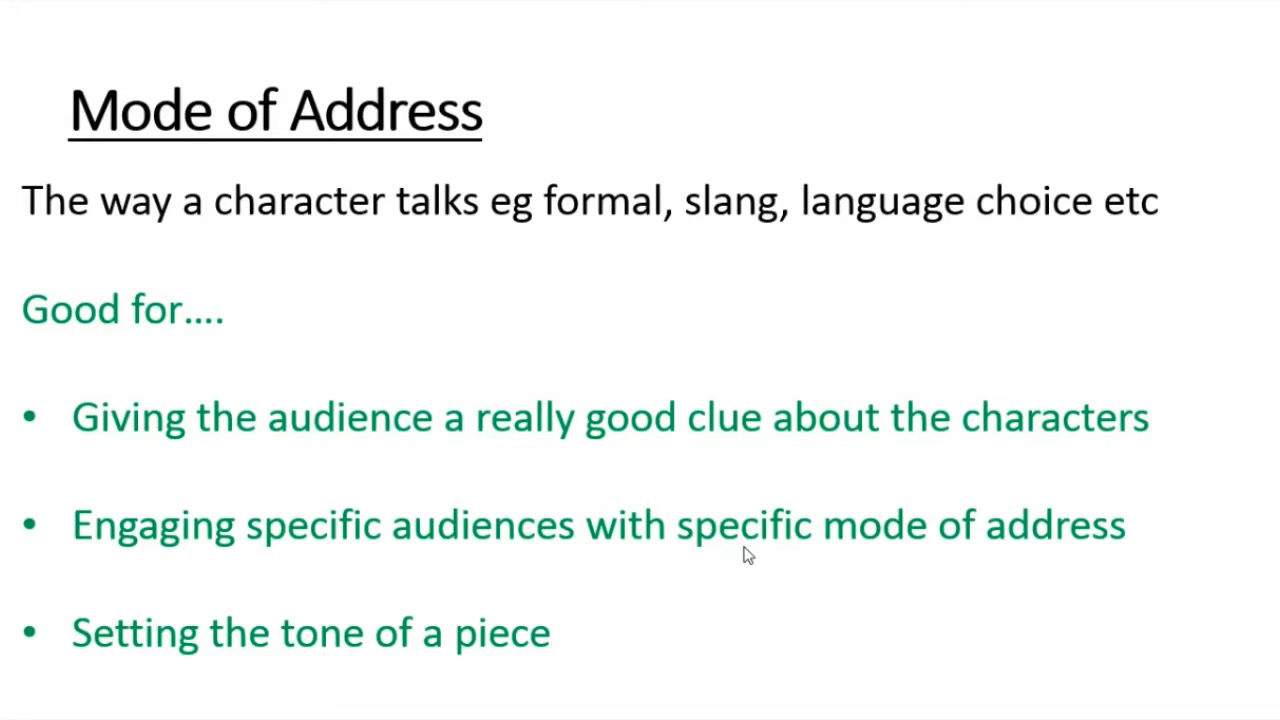 Mode of Address
The way a character talks eg formal, slang, language choice etc
Good for....
• Giving the audience a really good clue about the characters
• Engaging specific audiences with specific mode of address
• Setting the tone of a piece